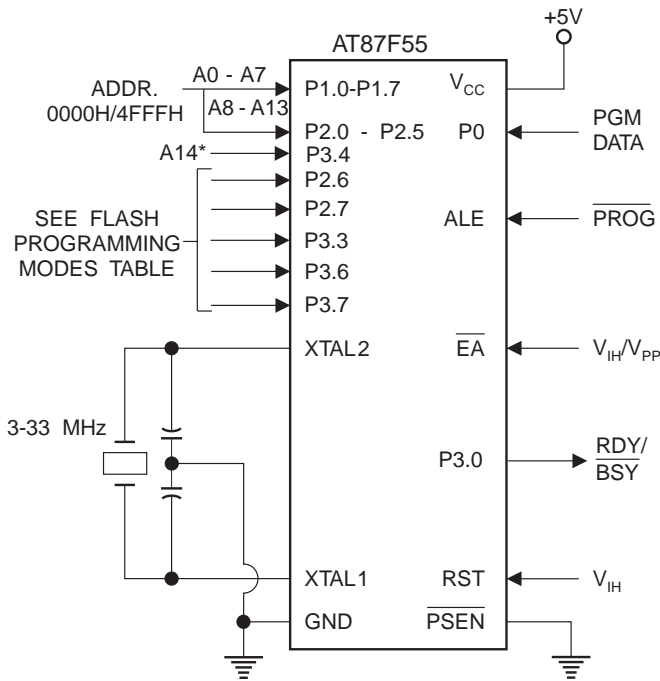 +5V
AT87F55
A0 - A7
ADDR.
0000H/4FFFH
P1.0-P1.7
VCC
A8 - A13
P2.0 - P2.5
P0
PGM
DATA
A14*
P3.4
P2.6
SEE FLASH
PROGRAMMING
MODES TABLE
P2.7
ALE
PROG
P3.3
P3.6
P3.7
XTAL2
EA
VIH/VPP
3-33 MHz
P3.0
RDY/
BSY
XTAL1
RST
VIH
GND
PSEN